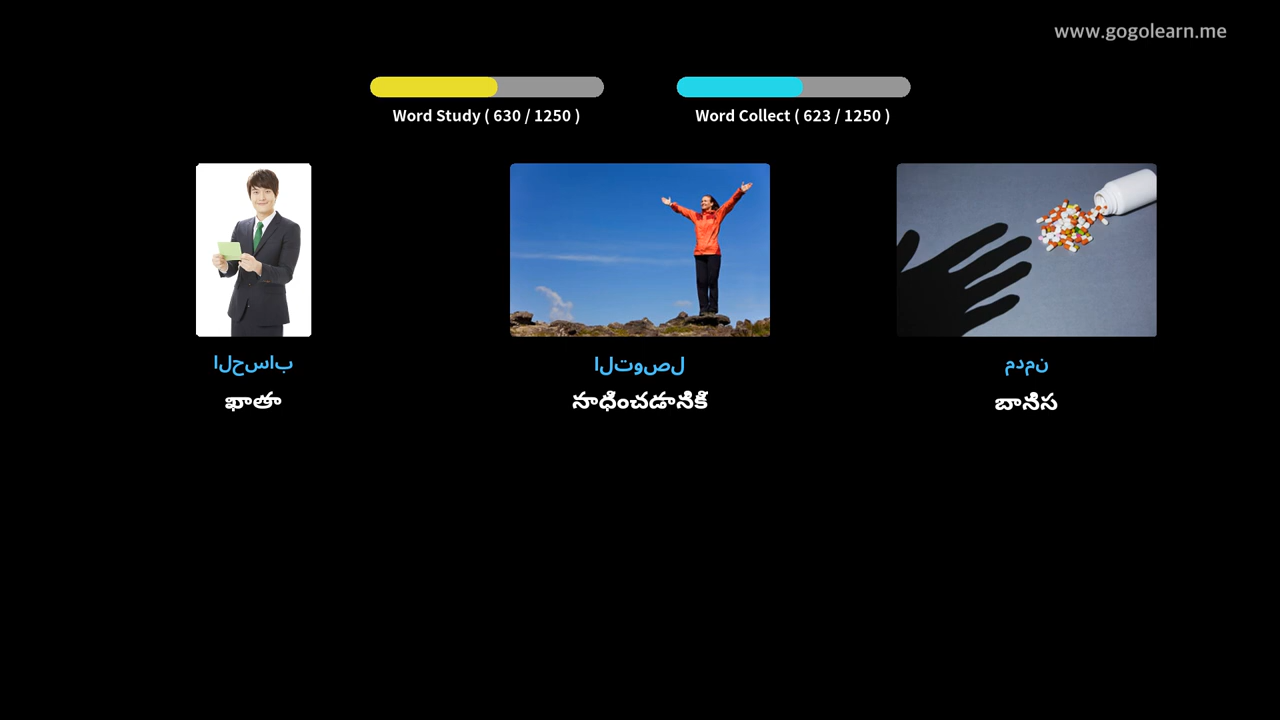 www.gogolearn.me
Word Study ( 630 / 1250 )
Word Collect ( 623 / 1250 )
الحساب
ఖాతా
التوصل
సాధించడానికి
مدمن
బానిస